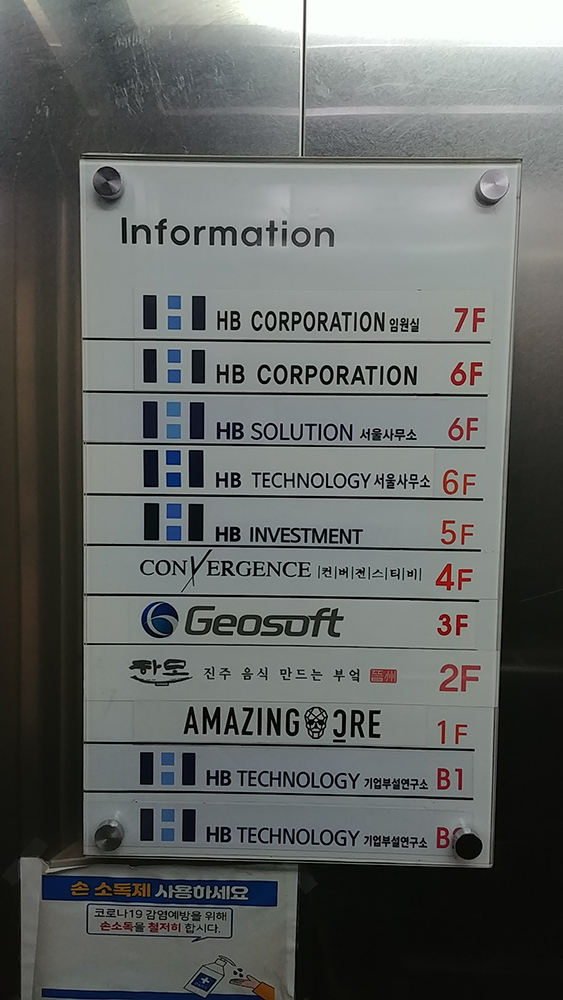 Information
HB CORPORATION 임원실 7F
HB CORPORATION 6F
HB SOLUTION 서울사무소 6F
HB TECHNOLOGY 서울사무소 6F
HB INVESTMENT 5F
CONVERGENCE |컨|버|전|스|티|비| 4F
Geosoft 3F
하모 진주 음식 만드는 부엌 晉州 2F
AMAZING CRE 1F
HB TECHNOLOGY 기업부설연구소 B1
HB TECHNOLOGY 기업부설연구소
손 소독제 사용하세요
코로나19 감염예방을 위해
손소독을 철저히 합시다.